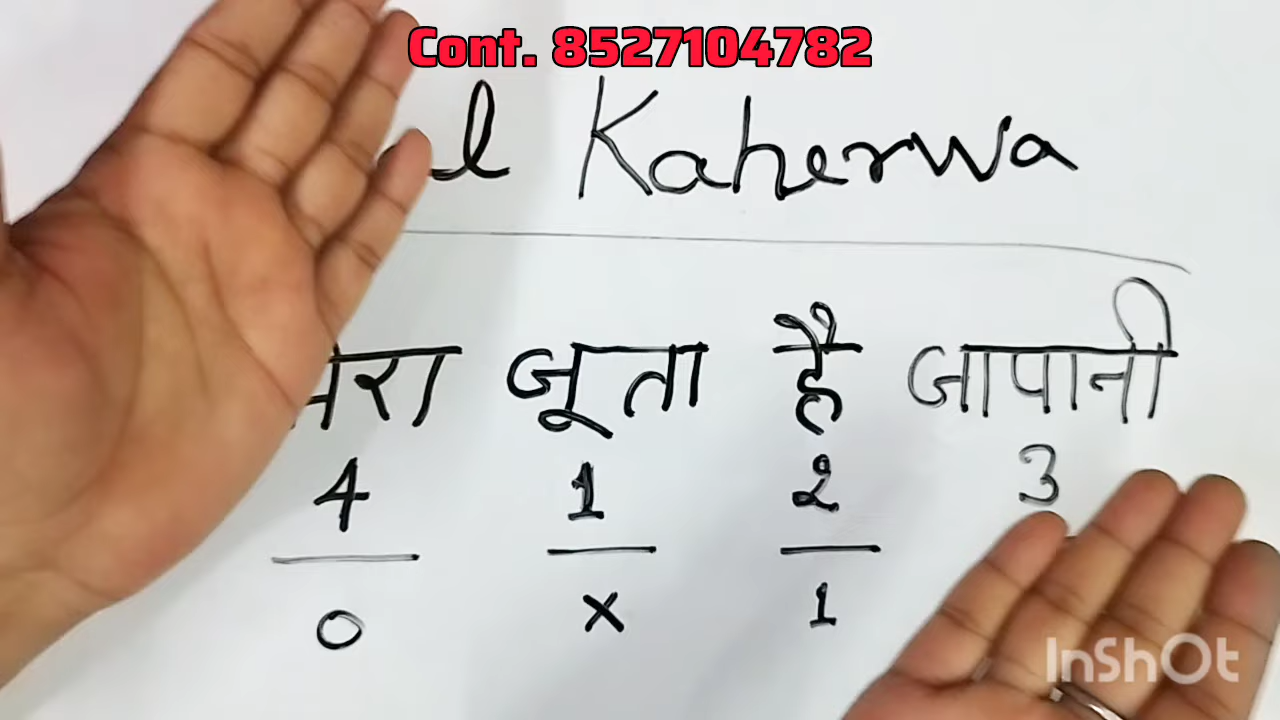 Cont. 8527104782
Kaherwa
जूता है जापानी
4 1 2 3
0 x 1
InShOt